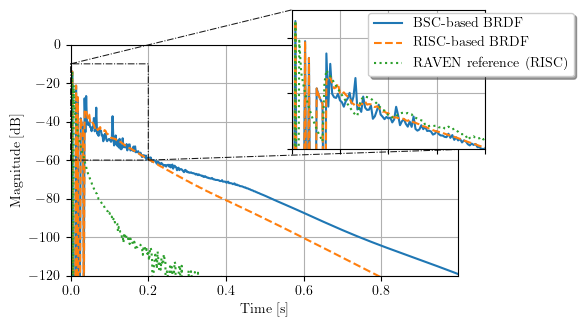 BSC-based BRDF
RISC-based BRDF
RAVEN reference (RISC)
0
−20
−40
−60
−80
−100
−120
Magnitude [dB]
0.0 0.2 0.4 0.6 0.8
Time [s]